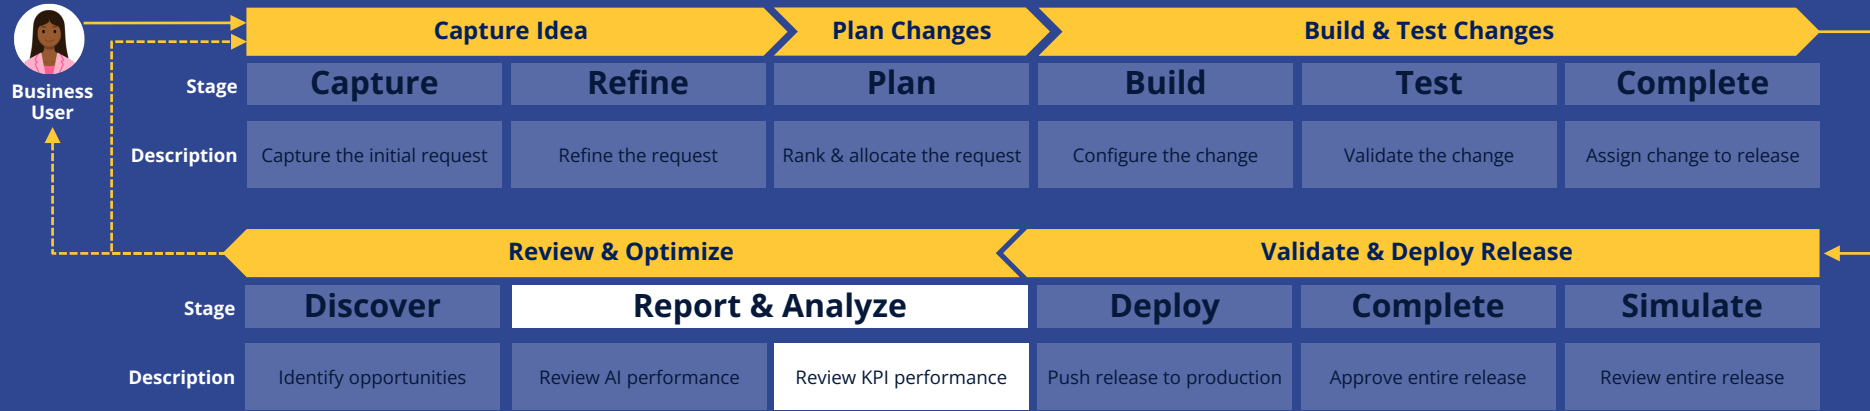 Capture Idea
Plan Changes
Build & Test Changes
Business
User
Stage
Capture
Refine
Plan
Build
Test
Complete
Description
Capture the initial request
Refine the request
Rank & allocate the request
Configure the change
Validate the change
Assign change to release
Review & Optimize
Validate & Deploy Release
Stage
Discover
Report & Analyze
Deploy
Complete
Simulate
Description
Identify opportunities
Review AI performance
Review KPI performance
Push release to production
Approve entire release
Review entire release